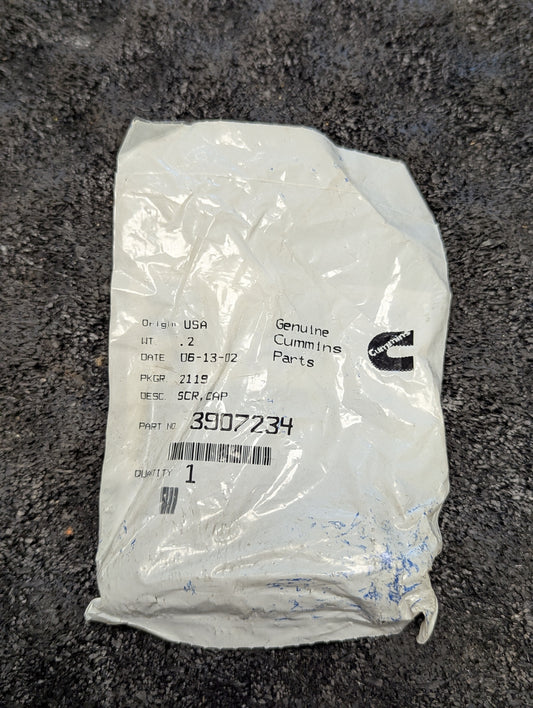 Origin USA
WT. .2
DATE 06-13-02
PKGR 2119
DESC. SCR,CAP
PART NO. 3907234
QUANTITY 1
Genuine
Cummins
Parts
Cummins